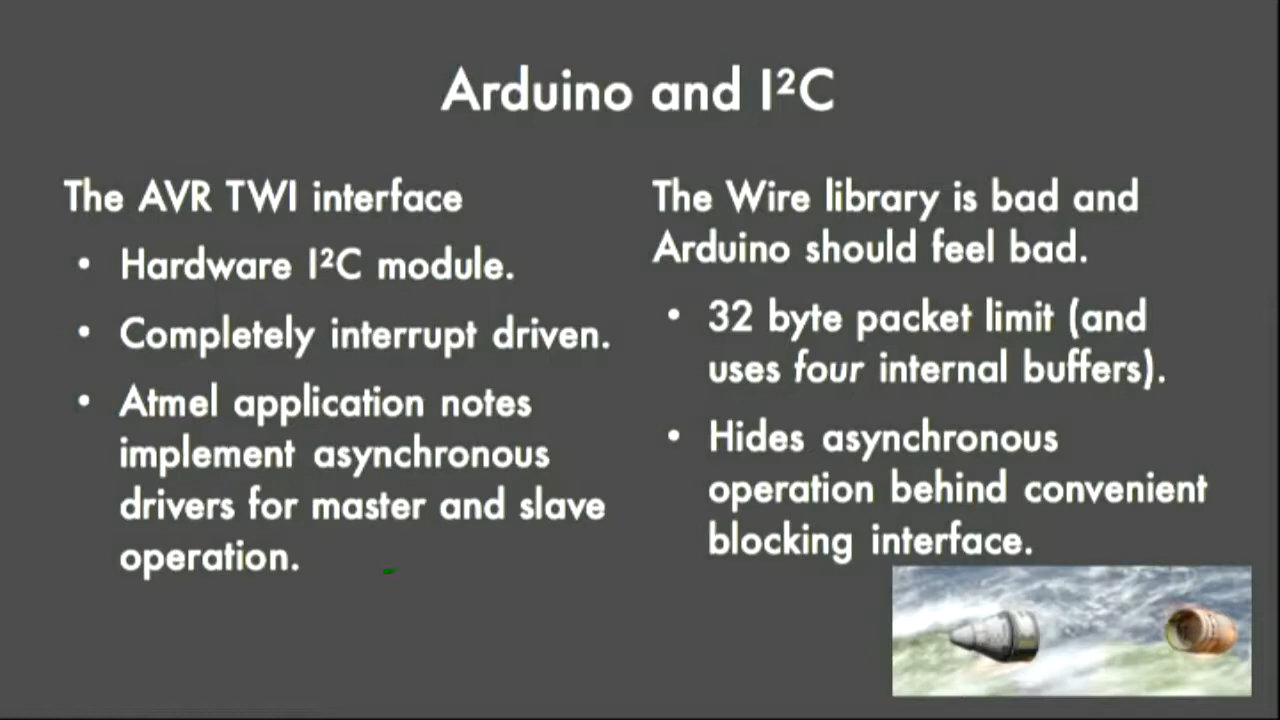 Arduino and I²C
The AVR TWI interface
• Hardware I²C module.
• Completely interrupt driven.
• Atmel application notes
implement asynchronous
drivers for master and slave
operation.
The Wire library is bad and
Arduino should feel bad.
• 32 byte packet limit (and
uses four internal buffers).
• Hides asynchronous
operation behind convenient
blocking interface.